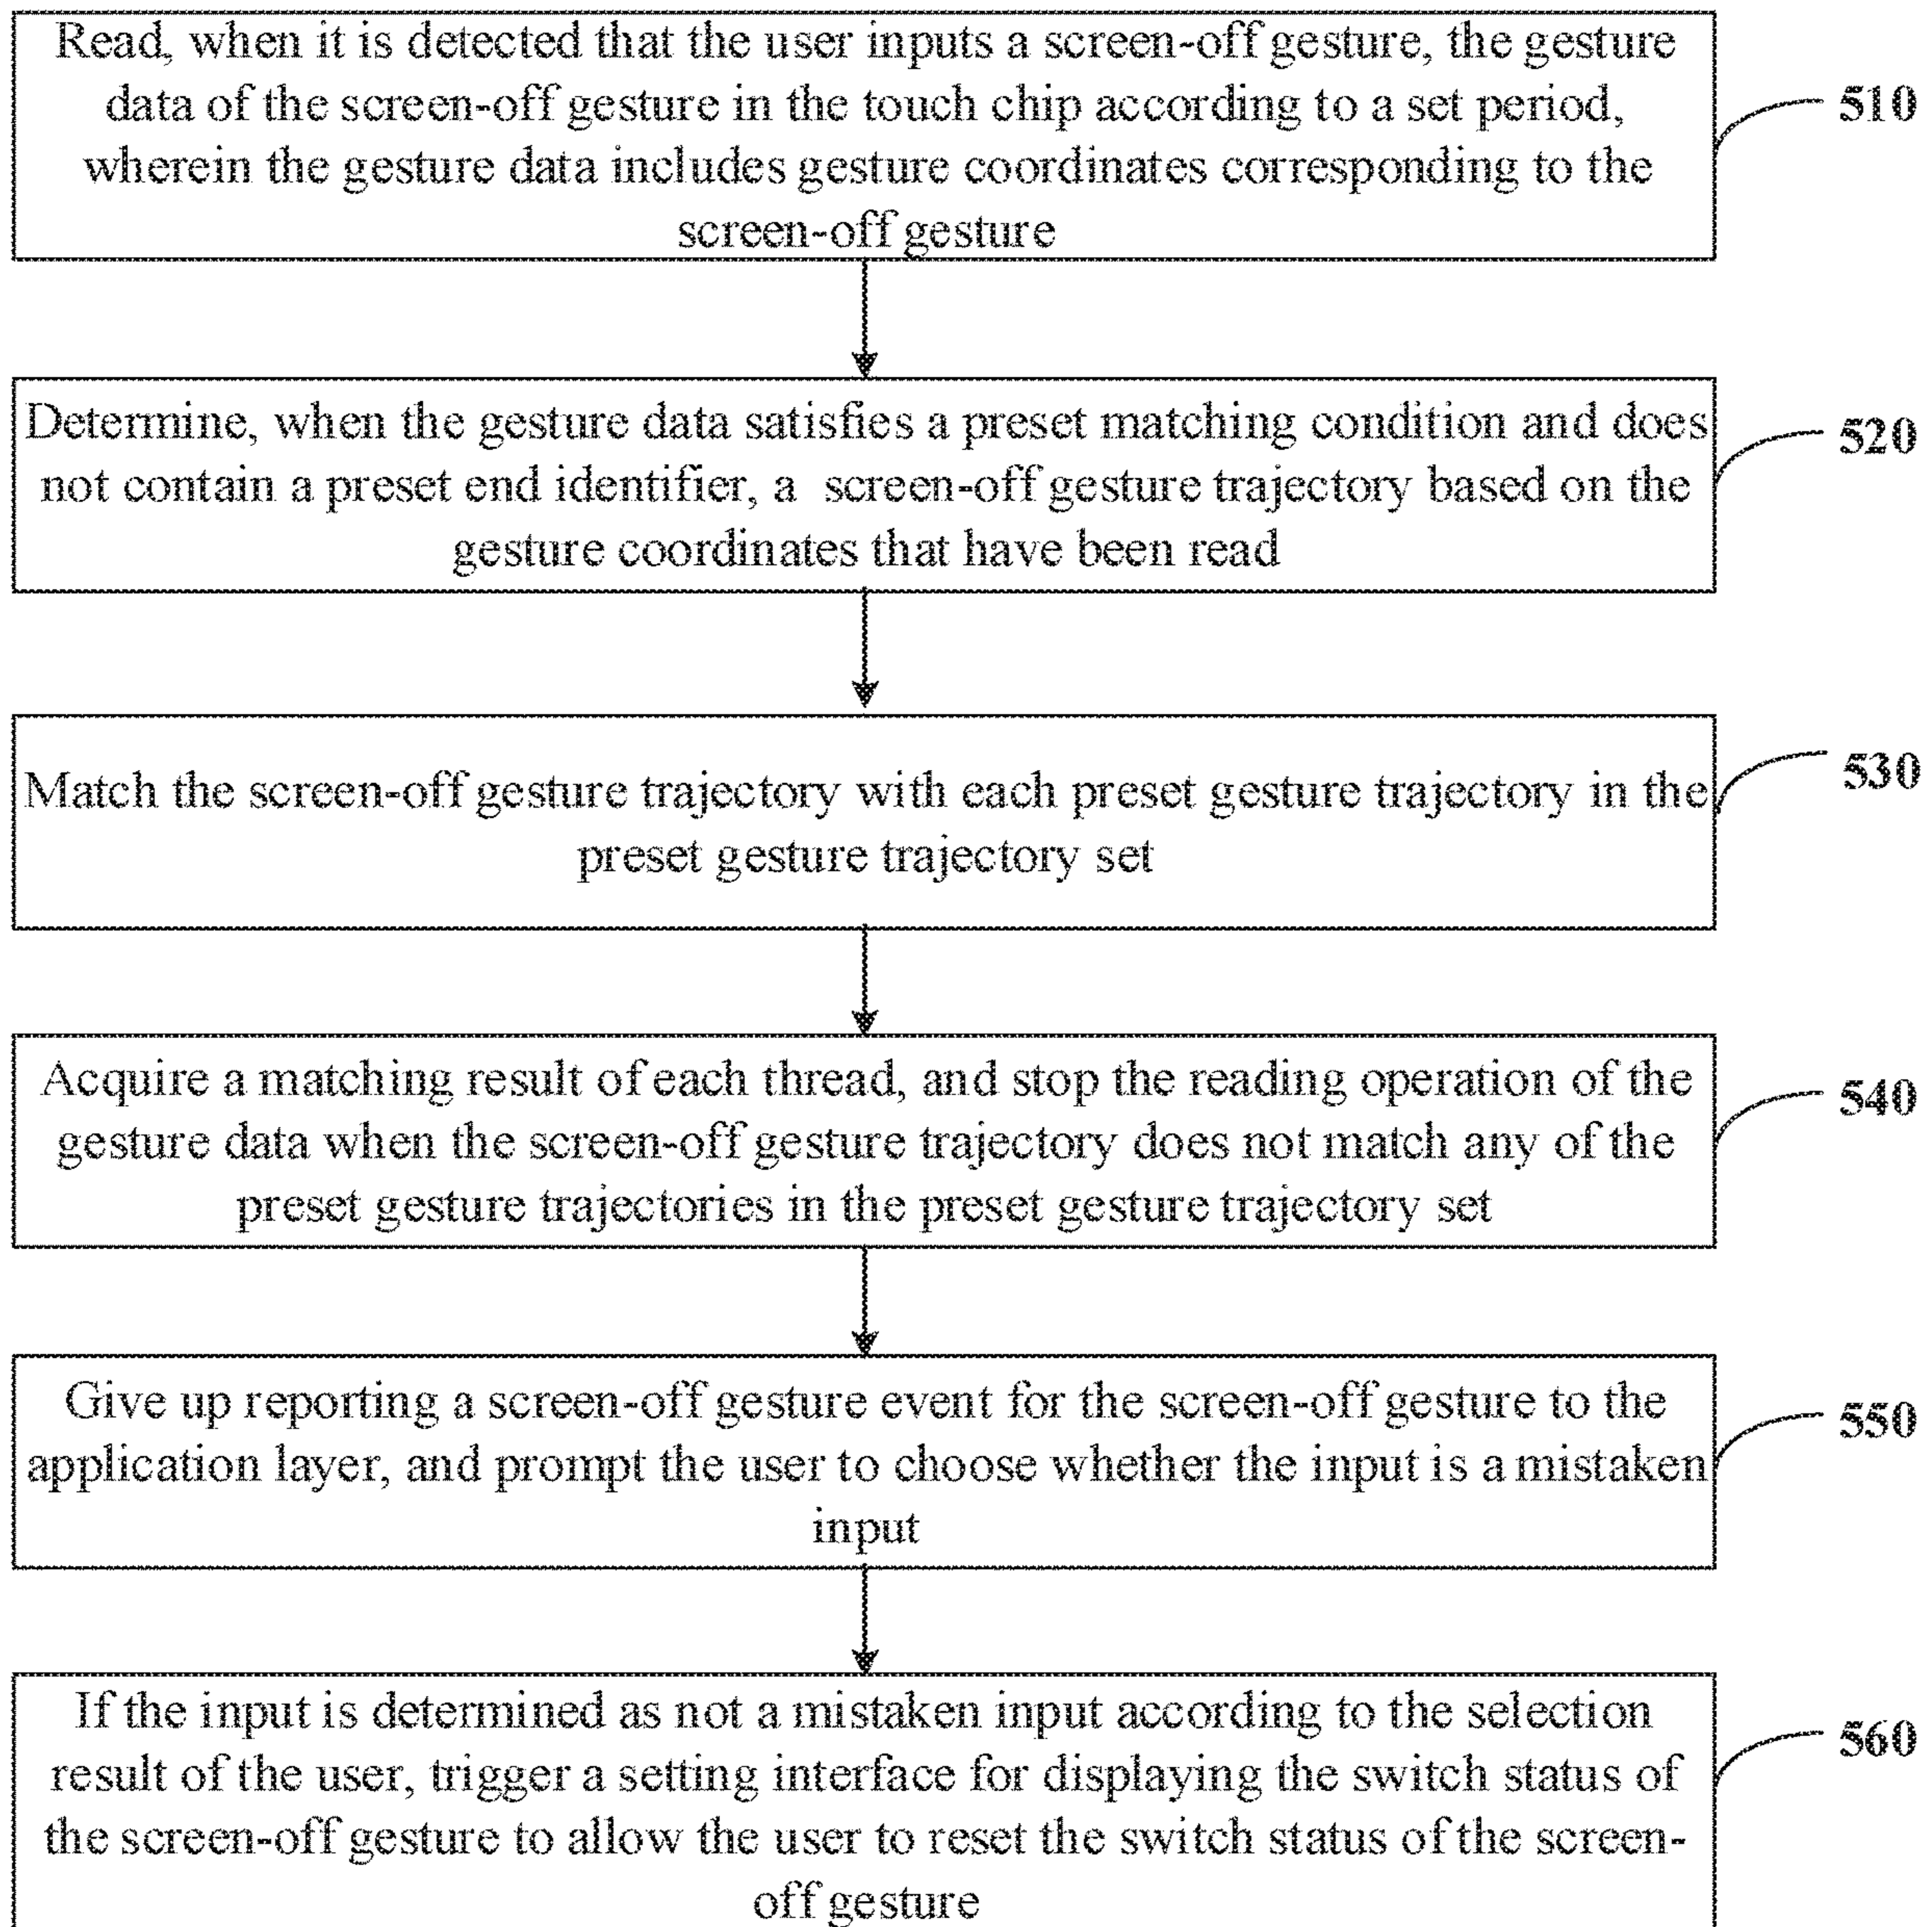 Read, when it is detected that the user inputs a screen-off gesture, the gesture
data of the screen-off gesture in the touch chip according to a set period,
wherein the gesture data includes gesture coordinates corresponding to the
screen-off gesture
510
Determine, when the gesture data satisfies a preset matching condition and does
not contain a preset end identifier, a screen-off gesture trajectory based on the
gesture coordinates that have been read
520
Match the screen-off gesture trajectory with each preset gesture trajectory in the
preset gesture trajectory set
530
Acquire a matching result of each thread, and stop the reading operation of the
gesture data when the screen-off gesture trajectory does not match any of the
preset gesture trajectories in the preset gesture trajectory set
540
Give up reporting a screen-off gesture event for the screen-off gesture to the
application layer, and prompt the user to choose whether the input is a mistaken
input
550
If the input is determined as not a mistaken input according to the selection
result of the user, trigger a setting interface for displaying the switch status of
the screen-off gesture to allow the user to reset the switch status of the screen-
off gesture
560